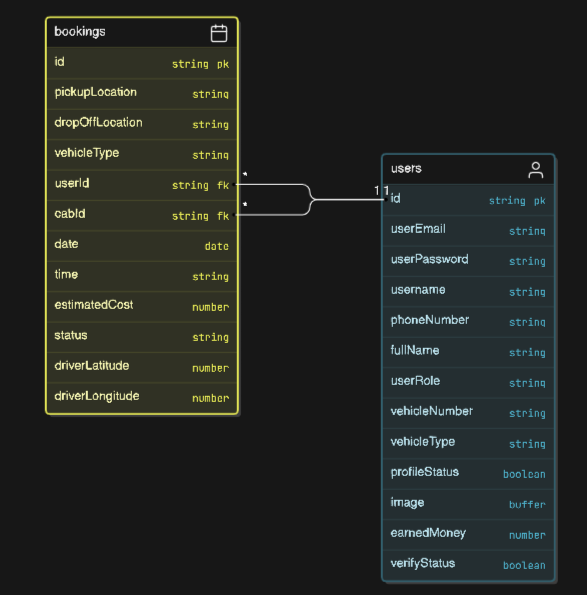 bookings
id string pk
pickupLocation string
dropOffLocation string
vehicleType string
userId string fk *
cabId string fk *
date date
time string
estimatedCost number
status string
driverLatitude number
driverLongitude number
users
1 1 id string pk
userEmail string
userPassword string
username string
phoneNumber string
fullName string
userRole string
vehicleNumber string
vehicleType string
profileStatus boolean
image buffer
earnedMoney number
verifyStatus boolean